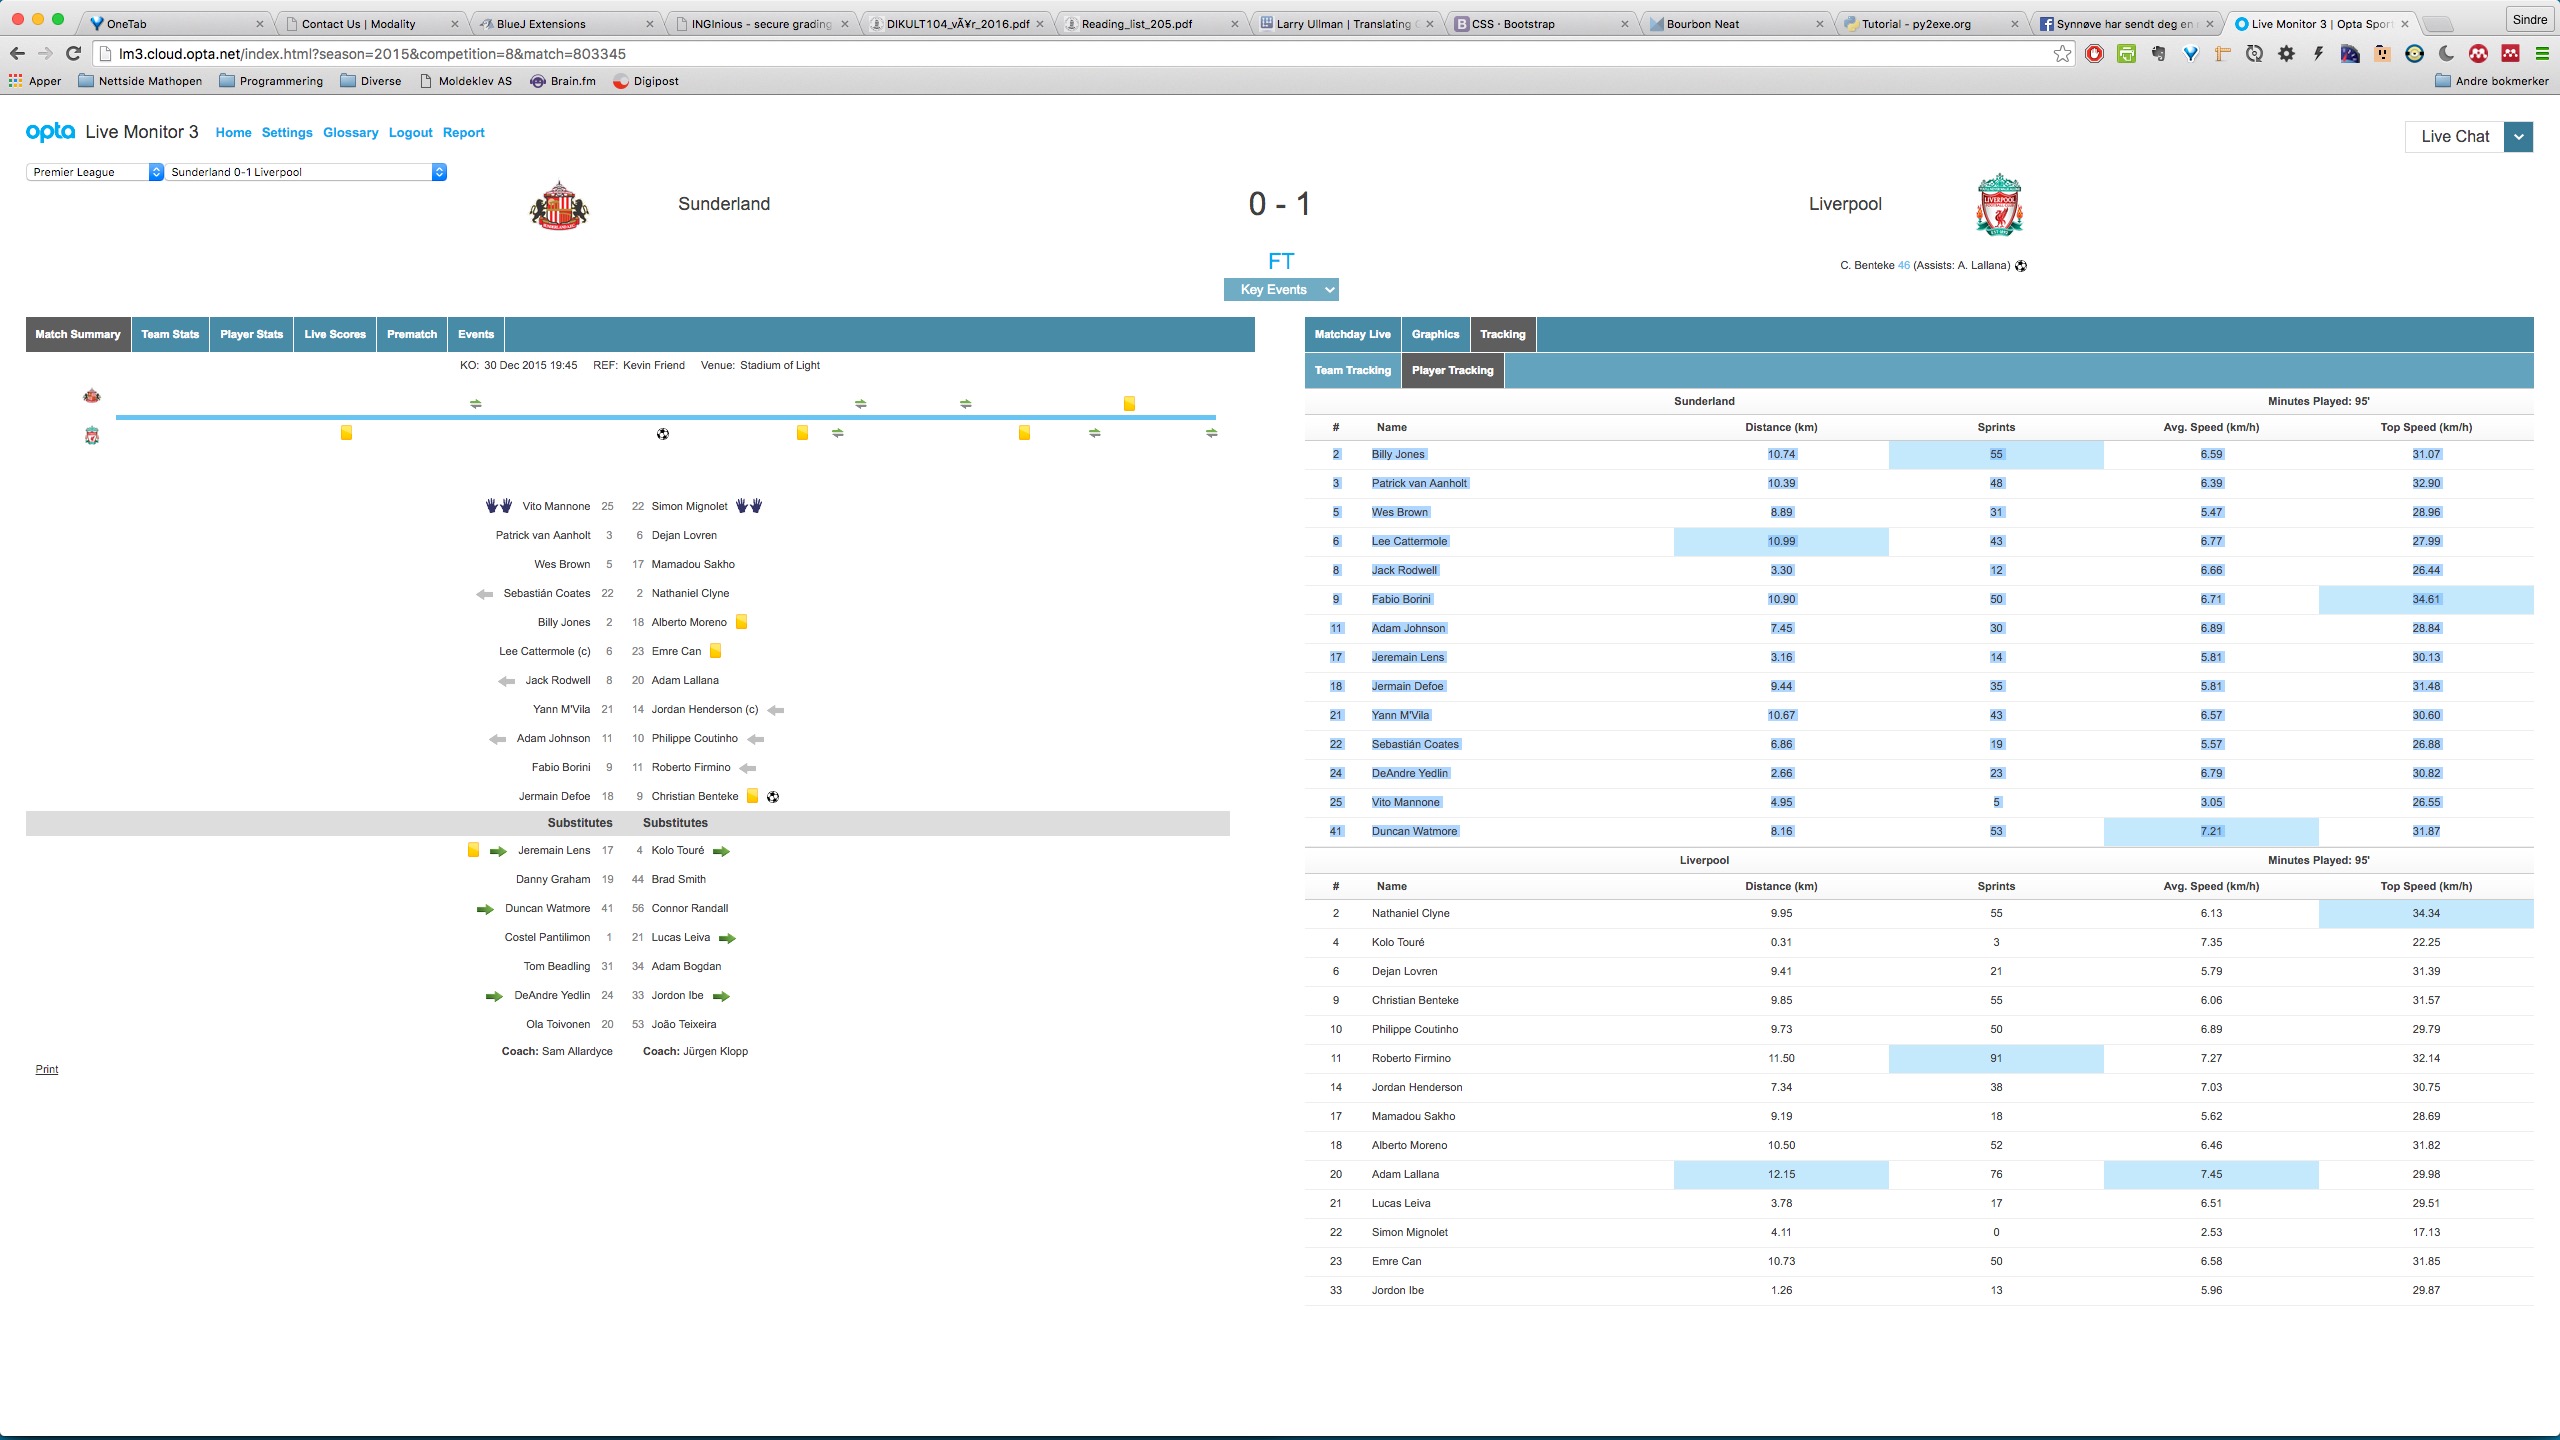 OneTab
Contact Us | Modality
BlueJ Extensions
INGInious - secure grading
DIKULT104_vÃ¥r_2016.pdf
Reading_list_205.pdf
Larry Ullman | Translating
CSS · Bootstrap
Bourbon Neat
Tutorial - py2exe.org
Synnøve har sendt deg en
Live Monitor 3 | Opta Spor
Sindre
lm3.cloud.opta.net/index.html?season=2015&competition=8&match=803345
Apper Nettside Mathopen Programmering Diverse Moldeklev AS Brain.fm Digipost Andre bokmerker
opta Live Monitor 3 Home Settings Glossary Logout Report
Live Chat
Premier League Sunderland 0-1 Liverpool
Sunderland 0 - 1 Liverpool
FT
C. Benteke 46 (Assists: A. Lallana)
Key Events
Match Summary Team Stats Player Stats Live Scores Prematch Events
KO: 30 Dec 2015 19:45 REF: Kevin Friend Venue: Stadium of Light
Vito Mannone 25 22 Simon Mignolet
Patrick van Aanholt 3 6 Dejan Lovren
Wes Brown 5 17 Mamadou Sakho
Sebastián Coates 22 2 Nathaniel Clyne
Billy Jones 2 18 Alberto Moreno
Lee Cattermole (c) 6 23 Emre Can
Jack Rodwell 8 20 Adam Lallana
Yann M'Vila 21 14 Jordan Henderson (c)
Adam Johnson 11 10 Philippe Coutinho
Fabio Borini 9 11 Roberto Firmino
Jermain Defoe 18 9 Christian Benteke
Substitutes Substitutes
Jeremain Lens 17 4 Kolo Touré
Danny Graham 19 44 Brad Smith
Duncan Watmore 41 56 Connor Randall
Costel Pantilimon 1 21 Lucas Leiva
Tom Beadling 31 34 Adam Bogdan
DeAndre Yedlin 24 33 Jordon Ibe
Ola Toivonen 20 53 João Teixeira
Coach: Sam Allardyce Coach: Jürgen Klopp
Print
Matchday Live Graphics Tracking
Team Tracking Player Tracking
Sunderland Minutes Played: 95'
# Name Distance (km) Sprints Avg. Speed (km/h) Top Speed (km/h)
2 Billy Jones 10.74 55 6.59 31.07
3 Patrick van Aanholt 10.39 48 6.39 32.90
5 Wes Brown 8.89 31 5.47 28.96
6 Lee Cattermole 10.99 43 6.77 27.99
8 Jack Rodwell 3.30 12 6.66 26.44
9 Fabio Borini 10.90 50 6.71 34.61
11 Adam Johnson 7.45 30 6.89 28.84
17 Jeremain Lens 3.16 14 5.81 30.13
18 Jermain Defoe 9.44 35 5.81 31.48
21 Yann M'Vila 10.67 43 6.57 30.60
22 Sebastián Coates 6.86 19 5.57 26.88
24 DeAndre Yedlin 2.66 23 6.79 30.82
25 Vito Mannone 4.95 5 3.05 26.55
41 Duncan Watmore 8.16 53 7.21 31.87
Liverpool Minutes Played: 95'
# Name Distance (km) Sprints Avg. Speed (km/h) Top Speed (km/h)
2 Nathaniel Clyne 9.95 55 6.13 34.34
4 Kolo Touré 0.31 3 7.35 22.25
6 Dejan Lovren 9.41 21 5.79 31.39
9 Christian Benteke 9.85 55 6.06 31.57
10 Philippe Coutinho 9.73 50 6.89 29.79
11 Roberto Firmino 11.50 91 7.27 32.14
14 Jordan Henderson 7.34 38 7.03 30.75
17 Mamadou Sakho 9.19 18 5.62 28.69
18 Alberto Moreno 10.50 52 6.46 31.82
20 Adam Lallana 12.15 76 7.45 29.98
21 Lucas Leiva 3.78 17 6.51 29.51
22 Simon Mignolet 4.11 0 2.53 17.13
23 Emre Can 10.73 50 6.58 31.85
33 Jordon Ibe 1.26 13 5.96 29.87